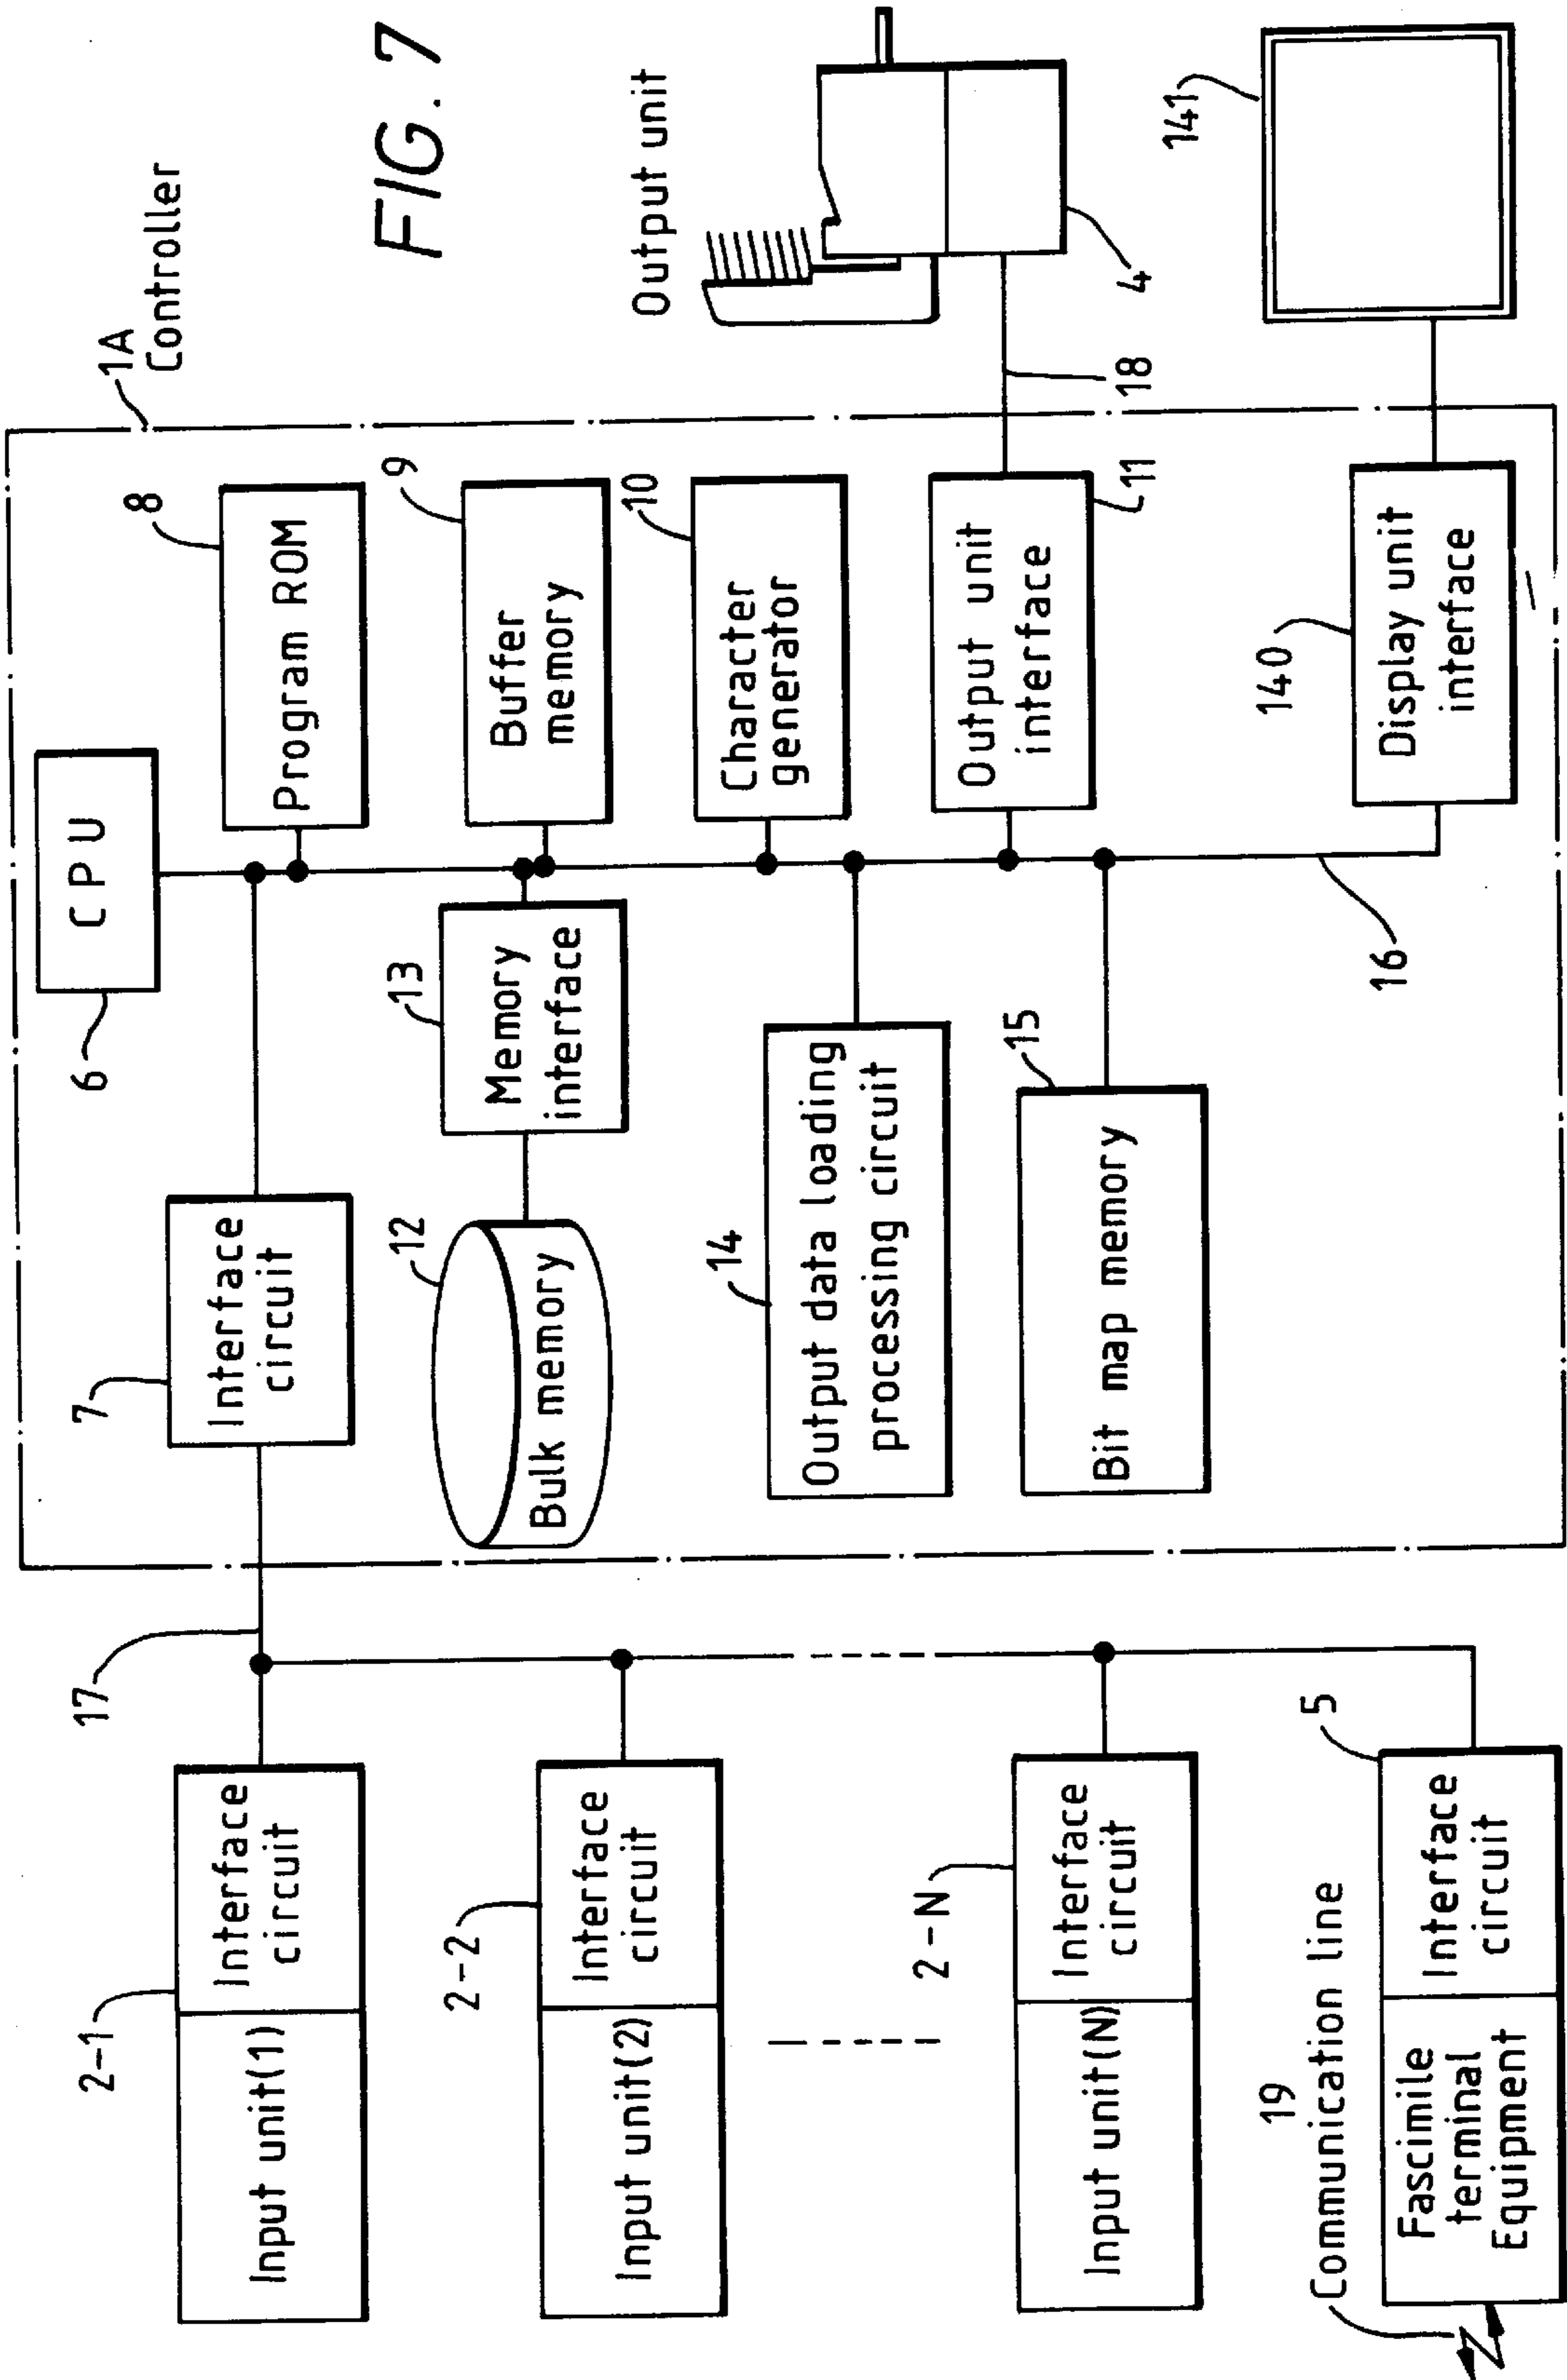 FIG. 7
1A
Controller
6
CPU
8
Program ROM
9
Buffer
memory
10
Character
generator
11
Output unit
interface
140
Display unit
interface
Output unit
4
18
141
16
7
Interface
circuit
13
Memory
interface
12
Bulk memory
14
Output data loading
processing circuit
15
Bit map memory
17
2-1
Input unit(1)
Interface
circuit
2-2
Input unit(2)
Interface
circuit
2-N
Input unit(N)
Interface
circuit
19
Communication line
5
Fascimile
terminal
Equipment
Interface
circuit